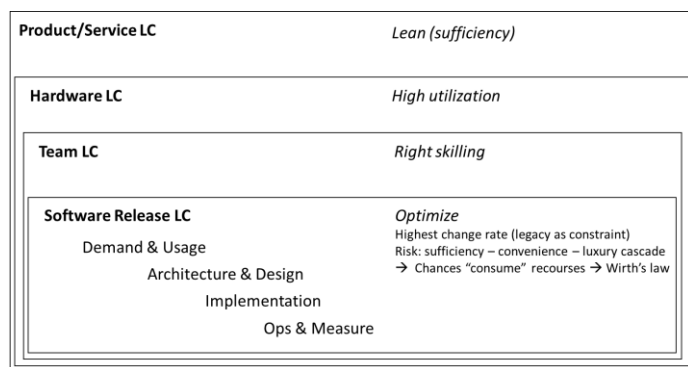 Product/Service LC Lean (sufficiency)
Hardware LC High utilization
Team LC Right skilling
Software Release LC Optimize
Highest change rate (legacy as constraint)
Demand & Usage Risk: sufficiency – convenience – luxury cascade
→ Chances “consume” recourses → Wirth’s law
Architecture & Design
Implementation
Ops & Measure